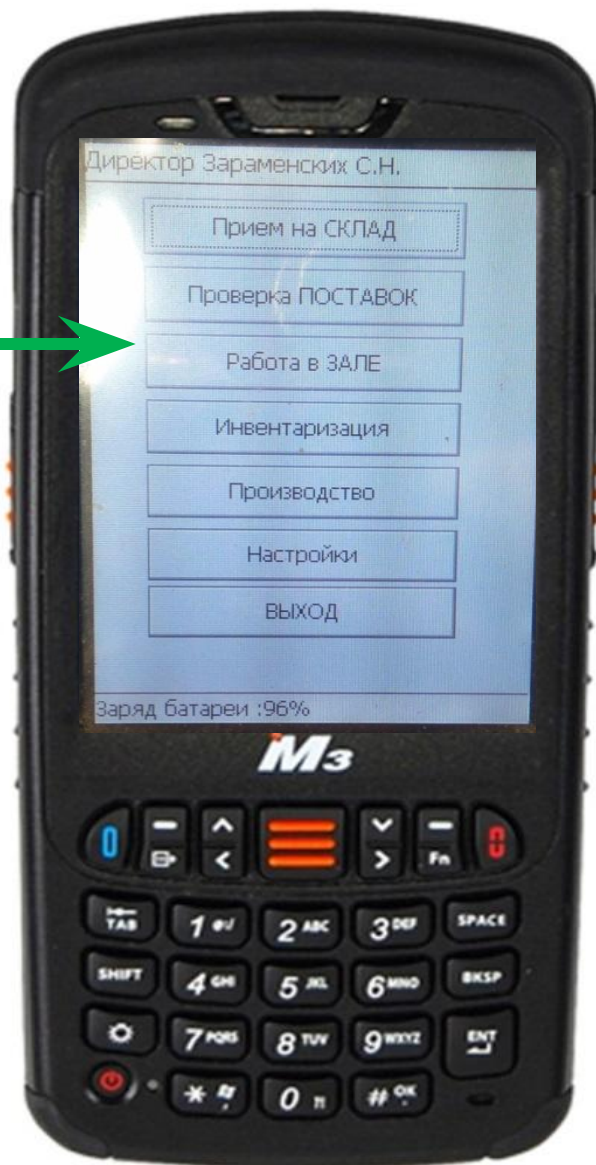 Директор Зараменских С.Н.
Прием на СКЛАД
Проверка ПОСТАВОК
Работа в ЗАЛЕ
Инвентаризация
Производство
Настройки
ВЫХОД
Заряд батареи :96%
M3
Fn
TAB 1 @:/ 2 ABC 3 DEF SPACE
SHIFT 4 GHI 5 JKL 6 MNO BKSP
7 PQRS 8 TUV 9 WXYZ ENT
* 0 # OK